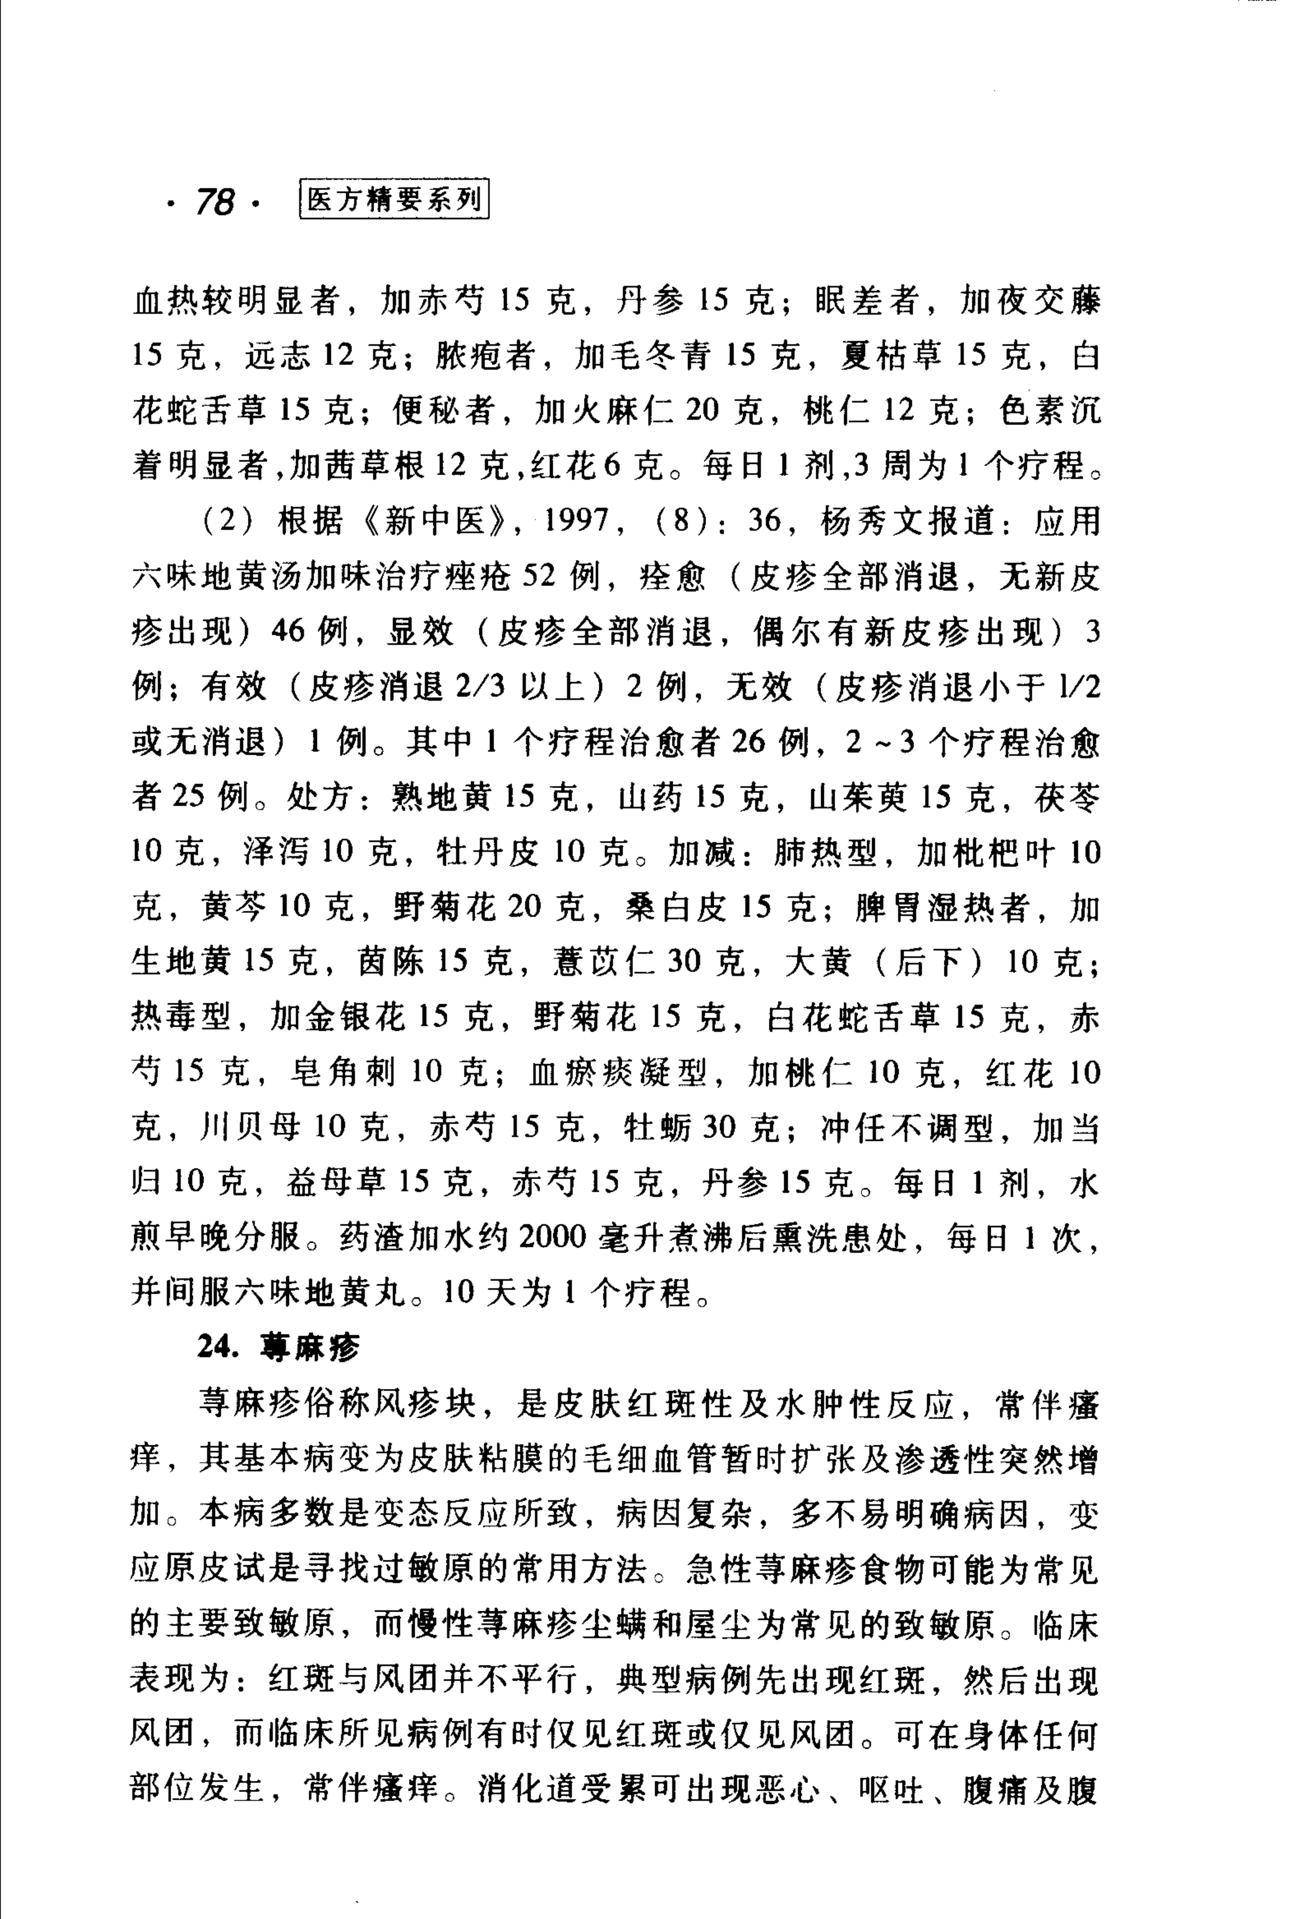 ·78· 医方精要系列
血热较明显者，加赤芍 15 克，丹参 15 克；眠差者，加夜交藤
15 克，远志 12 克；脓疱者，加毛冬青 15 克，夏枯草 15 克，白
花蛇舌草 15 克；便秘者，加火麻仁 20 克，桃仁 12 克；色素沉
着明显者,加茜草根 12 克,红花 6 克。每日 1 剂,3 周为 1 个疗程。
（2）根据《新中医》，1997，（8）：36，杨秀文报道：应用
六味地黄汤加味治疗痤疮 52 例，痊愈（皮疹全部消退，无新皮
疹出现）46 例，显效（皮疹全部消退，偶尔有新皮疹出现）3
例；有效（皮疹消退 2/3 以上）2 例，无效（皮疹消退小于 1/2
或无消退）1 例。其中 1 个疗程治愈者 26 例，2～3 个疗程治愈
者 25 例。处方：熟地黄 15 克，山药 15 克，山茱萸 15 克，茯苓
10 克，泽泻 10 克，牡丹皮 10 克。加减：肺热型，加枇杷叶 10
克，黄芩 10 克，野菊花 20 克，桑白皮 15 克；脾胃湿热者，加
生地黄 15 克，茵陈 15 克，薏苡仁 30 克，大黄（后下）10 克；
热毒型，加金银花 15 克，野菊花 15 克，白花蛇舌草 15 克，赤
芍 15 克，皂角刺 10 克；血瘀痰凝型，加桃仁 10 克，红花 10
克，川贝母 10 克，赤芍 15 克，牡蛎 30 克；冲任不调型，加当
归 10 克，益母草 15 克，赤芍 15 克，丹参 15 克。每日 1 剂，水
煎早晚分服。药渣加水约 2000 毫升煮沸后熏洗患处，每日 1 次，
并间服六味地黄丸。10 天为 1 个疗程。
24. 荨麻疹
荨麻疹俗称风疹块，是皮肤红斑性及水肿性反应，常伴瘙
痒，其基本病变为皮肤粘膜的毛细血管暂时扩张及渗透性突然增
加。本病多数是变态反应所致，病因复杂，多不易明确病因，变
应原皮试是寻找过敏原的常用方法。急性荨麻疹食物可能为常见
的主要致敏原，而慢性荨麻疹尘螨和屋尘为常见的致敏原。临床
表现为：红斑与风团并不平行，典型病例先出现红斑，然后出现
风团，而临床所见病例有时仅见红斑或仅见风团。可在身体任何
部位发生，常伴瘙痒。消化道受累可出现恶心、呕吐、腹痛及腹